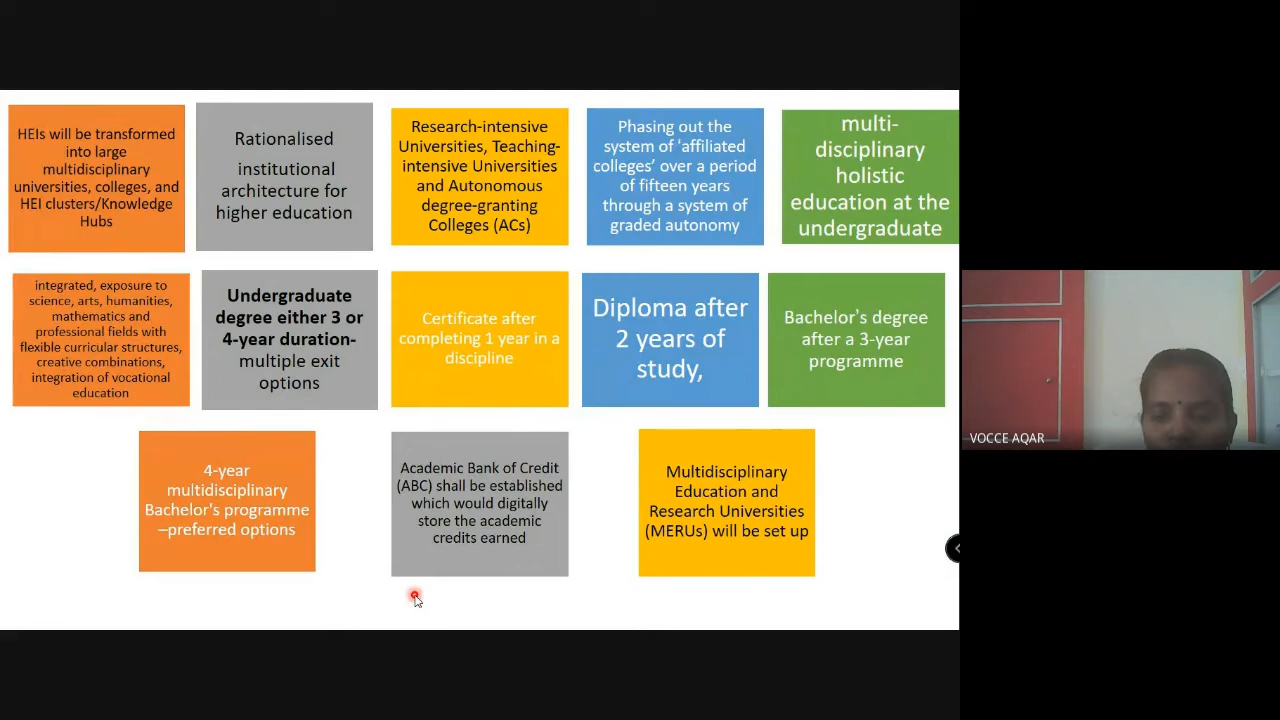 HEIs will be transformed
into large
multidisciplinary
universities, colleges, and
HEI clusters/Knowledge
Hubs
Rationalised
institutional
architecture for
higher education
Research-intensive
Universities, Teaching-
intensive Universities
and Autonomous
degree-granting
Colleges (ACs)
Phasing out the
system of 'affiliated
colleges’ over a period
of fifteen years
through a system of
graded autonomy
multi-
disciplinary
holistic
education at the
undergraduate
integrated, exposure to
science, arts, humanities,
mathematics and
professional fields with
flexible curricular structures,
creative combinations,
integration of vocational
education
Undergraduate
degree either 3 or
4-year duration-
multiple exit
options
Certificate after
completing 1 year in a
discipline
Diploma after
2 years of
study,
Bachelor’s degree
after a 3-year
programme
4-year
multidisciplinary
Bachelor's programme
–preferred options
Academic Bank of Credit
(ABC) shall be established
which would digitally
store the academic
credits earned
Multidisciplinary
Education and
Research Universities
(MERUs) will be set up
VOCCE AQAR